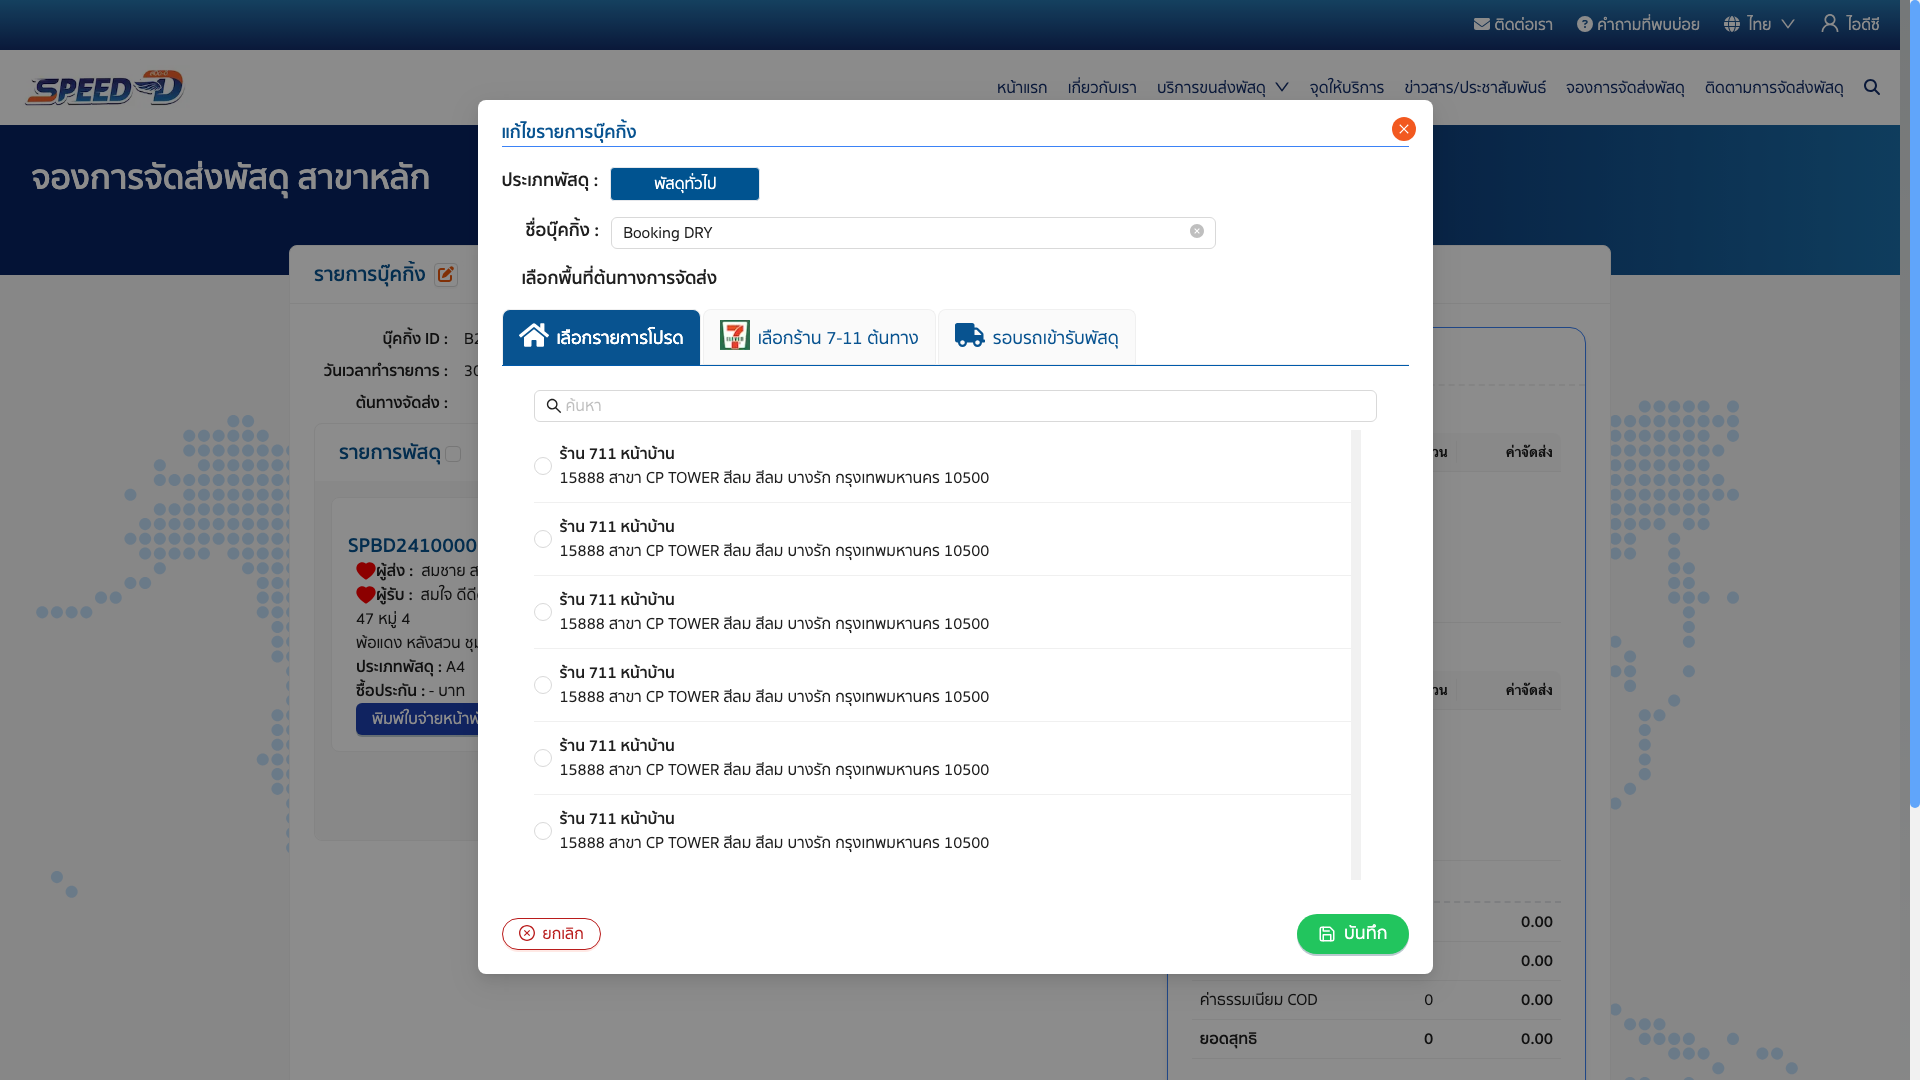 ติดต่อเรา คำถามที่พบบ่อย ไทย ไอดีซี
SPEED-D
หน้าแรก เกี่ยวกับเรา บริการขนส่งพัสดุ จุดให้บริการ ข่าวสาร/ประชาสัมพันธ์ จองการจัดส่งพัสดุ ติดตามการจัดส่งพัสดุ
จองการจัดส่งพัสดุ สาขาหลัก
รายการบุ๊คกิ้ง
บุ๊คกิ้ง ID :
วันเวลาทำรายการ : 30
ต้นทางจัดส่ง :
รายการพัสดุ
SPBD2410000
ผู้ส่ง : สมชาย
ผู้รับ : สมใจ
47 หมู่ 4
พ้อแดง หลังสวน
ประเภทพัสดุ : A4
ซื้อประกัน : - บาท
แก้ไขรายการบุ๊คกิ้ง
ประเภทพัสดุ : พัสดุทั่วไป
ชื่อบุ๊คกิ้ง : Booking DRY
เลือกพื้นที่ต้นทางการจัดส่ง
เลือกรายการโปรด เลือกร้าน 7-11 ต้นทาง รอบรถเข้ารับพัสดุ
ค้นหา
ร้าน 711 หน้าบ้าน
15888 สาขา CP TOWER สีลม สีลม บางรัก กรุงเทพมหานคร 10500
ร้าน 711 หน้าบ้าน
15888 สาขา CP TOWER สีลม สีลม บางรัก กรุงเทพมหานคร 10500
ร้าน 711 หน้าบ้าน
15888 สาขา CP TOWER สีลม สีลม บางรัก กรุงเทพมหานคร 10500
ร้าน 711 หน้าบ้าน
15888 สาขา CP TOWER สีลม สีลม บางรัก กรุงเทพมหานคร 10500
ร้าน 711 หน้าบ้าน
15888 สาขา CP TOWER สีลม สีลม บางรัก กรุงเทพมหานคร 10500
ร้าน 711 หน้าบ้าน
15888 สาขา CP TOWER สีลม สีลม บางรัก กรุงเทพมหานคร 10500
ยกเลิก บันทึก
ค่าจัดส่ง
ค่าจัดส่ง
0.00
0.00
ค่าธรรมเนียม COD 0 0.00
ยอดสุทธิ 0 0.00